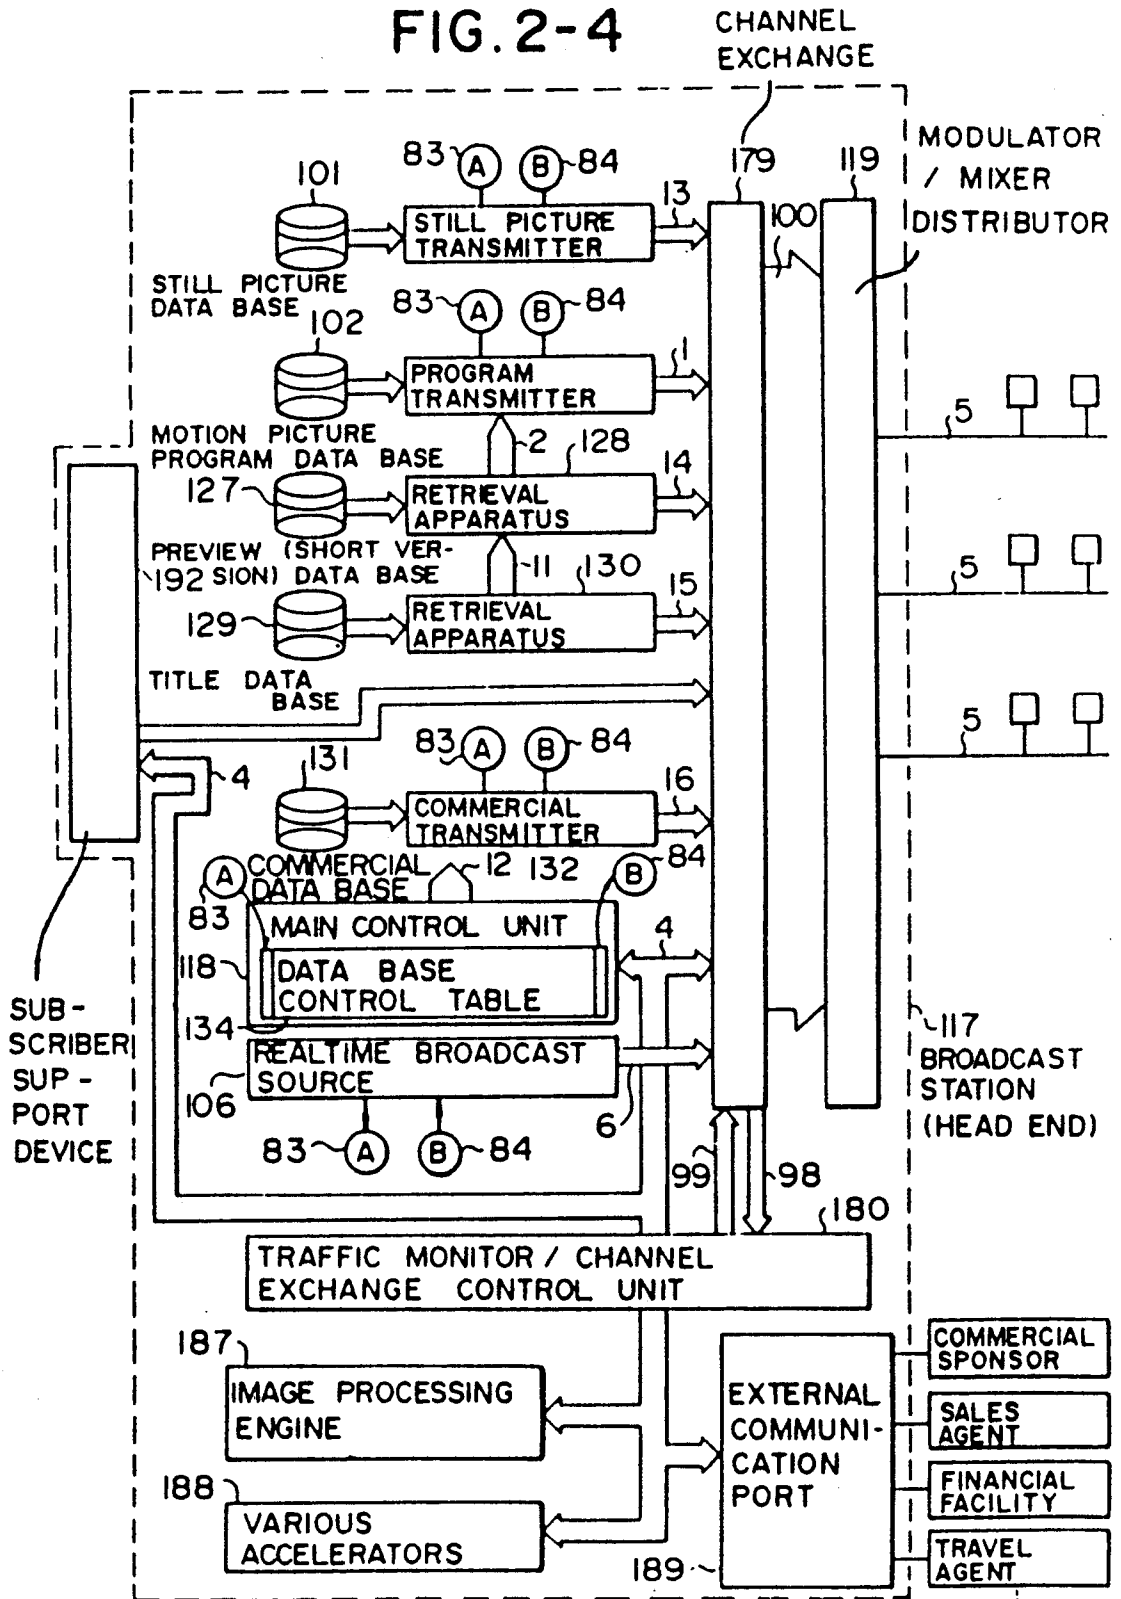 FIG. 2-4
CHANNEL
EXCHANGE
MODULATOR
/ MIXER
DISTRIBUTOR
179
119
100
101
83 A B 84
STILL PICTURE
TRANSMITTER
13
STILL PICTURE
DATA BASE
102
83 A B 84
PROGRAM
TRANSMITTER
1
MOTION PICTURE
PROGRAM DATA BASE
2
128
127
RETRIEVAL
APPARATUS
14
5
PREVIEW (SHORT VER-
SION) DATA BASE
192
11
130
129
RETRIEVAL
APPARATUS
15
5
TITLE DATA
BASE
4
131
83 A B 84
COMMERCIAL
TRANSMITTER
16
5
COMMERCIAL
DATA BASE
12
132
A
83
B
84
MAIN CONTROL UNIT
118
DATA BASE
CONTROL TABLE
134
4
REALTIME BROADCAST
SOURCE
106
6
83 A B 84
SUB-
SCRIBER
SUP-
PORT
DEVICE
117
BROADCAST
STATION
(HEAD END)
99
98
180
TRAFFIC MONITOR / CHANNEL
EXCHANGE CONTROL UNIT
187
IMAGE PROCESSING
ENGINE
188
VARIOUS
ACCELERATORS
EXTERNAL
COMMUNI-
CATION
PORT
189
COMMERCIAL
SPONSOR
SALES
AGENT
FINANCIAL
FACILITY
TRAVEL
AGENT